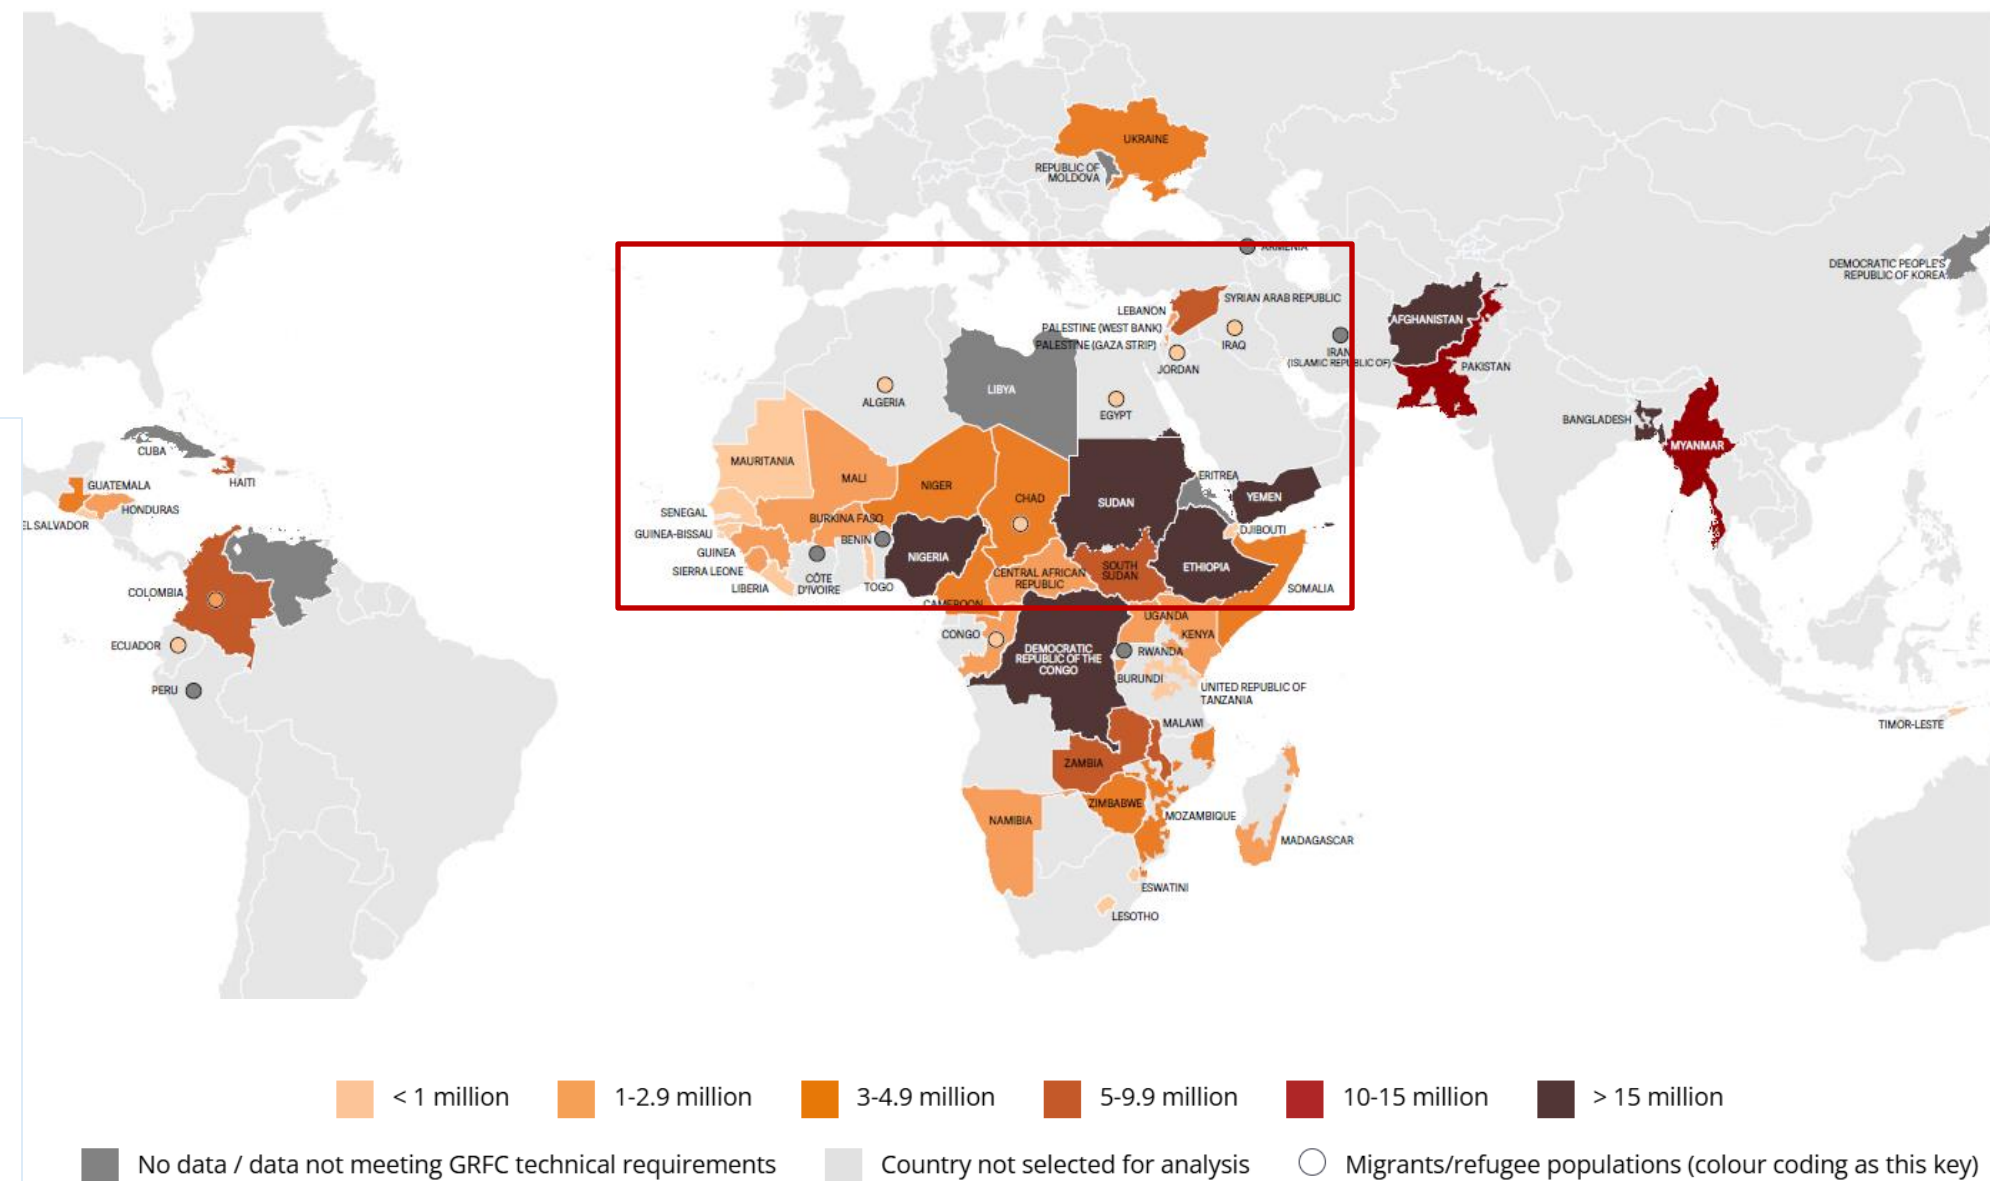 UKRAINE
REPUBLIC OF
MOLDOVA
ARMENIA
DEMOCRATIC PEOPLE'S
REPUBLIC OF KOREA
LEBANON
SYRIAN ARAB REPUBLIC
PALESTINE (WEST BANK)
PALESTINE (GAZA STRIP)
IRAQ
IRAN
(ISLAMIC REPUBLIC OF)
JORDAN
AFGHANISTAN
PAKISTAN
LIBYA
ALGERIA
EGYPT
BANGLADESH
MYANMAR
CUBA
HAITI
GUATEMALA
HONDURAS
EL SALVADOR
MAURITANIA
MALI
NIGER
CHAD
SUDAN
ERITREA
YEMEN
SENEGAL
BURKINA FASO
DJIBOUTI
GUINEA-BISSAU
BENIN
GUINEA
NIGERIA
SIERRA LEONE
CÔTE
D'IVOIRE
TOGO
LIBERIA
CENTRAL AFRICAN
REPUBLIC
SOUTH
SUDAN
ETHIOPIA
SOMALIA
COLOMBIA
CAMEROON
UGANDA
ECUADOR
CONGO
KENYA
DEMOCRATIC
REPUBLIC OF THE
CONGO
RWANDA
BURUNDI
PERU
UNITED REPUBLIC OF
TANZANIA
MALAWI
TIMOR-LESTE
ZAMBIA
ZIMBABWE
MOZAMBIQUE
NAMIBIA
MADAGASCAR
ESWATINI
LESOTHO
< 1 million
1-2.9 million
3-4.9 million
5-9.9 million
10-15 million
> 15 million
No data / data not meeting GRFC technical requirements
Country not selected for analysis
Migrants/refugee populations (colour coding as this key)